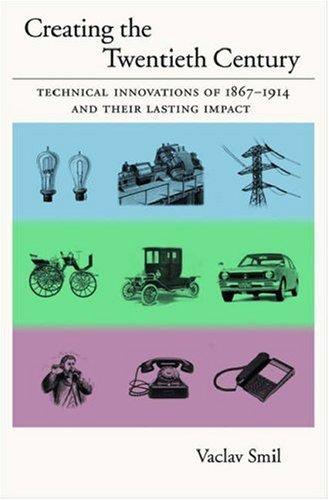 Creating the
Twentieth Century
TECHNICAL INNOVATIONS OF 1867–1914
AND THEIR LASTING IMPACT
Vaclav Smil